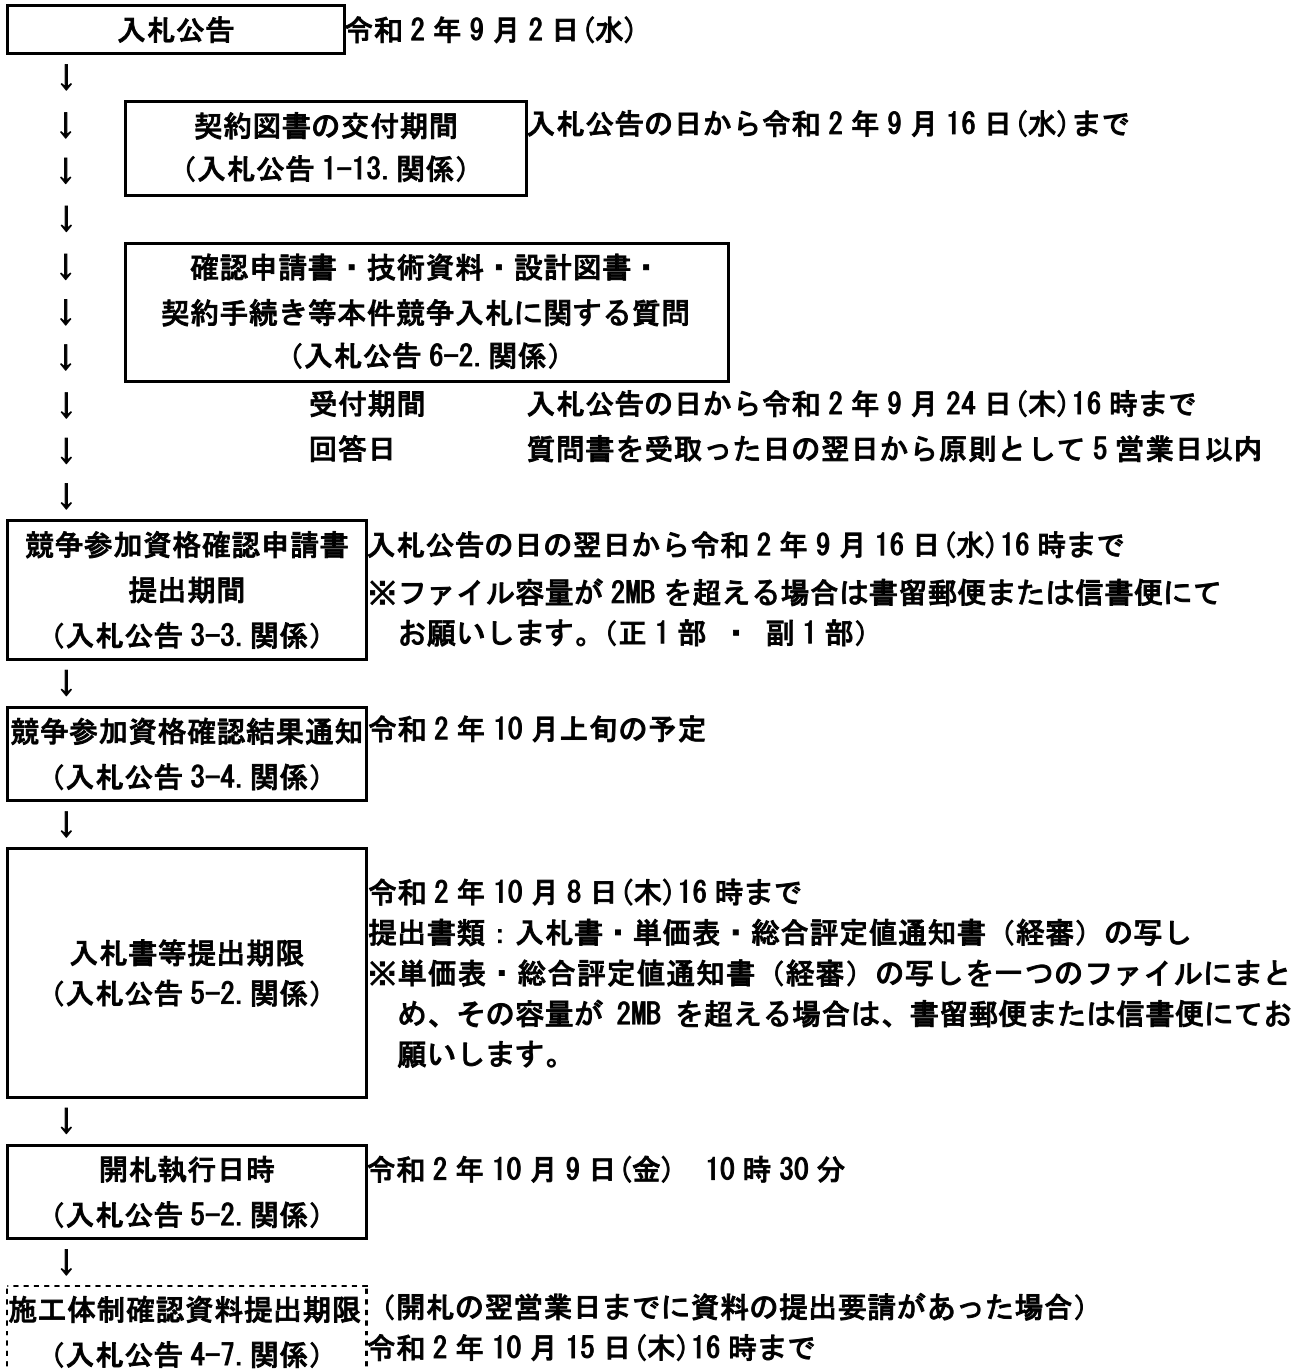 入札公告 令和2年9月2日(水)
↓
↓
↓
契約図書の交付期間 入札公告の日から令和2年9月16日(水)まで
(入札公告1-13.関係)
↓
↓
↓
↓
確認申請書・技術資料・設計図書・
契約手続き等本件競争入札に関する質問
(入札公告6-2.関係)
↓
受付期間 入札公告の日から令和2年9月24日(木)16時まで
↓
回答日 質問書を受取った日の翌日から原則として5営業日以内
↓
競争参加資格確認申請書 入札公告の日の翌日から令和2年9月16日(水)16時まで
提出期間 ※ファイル容量が2MBを超える場合は書留郵便または信書便にて
(入札公告3-3.関係) お願いします。(正1部 ・ 副1部)
↓
競争参加資格確認結果通知 令和2年10月上旬の予定
(入札公告3-4.関係)
↓
入札書等提出期限
(入札公告5-2.関係)
令和2年10月8日(木)16時まで
提出書類:入札書・単価表・総合評定値通知書(経審)の写し
※単価表・総合評定値通知書(経審)の写しを一つのファイルにまと
め、その容量が 2MB を超える場合は、書留郵便または信書便にてお
願いします。
↓
開札執行日時 令和2年10月9日(金) 10時30分
(入札公告5-2.関係)
↓
施工体制確認資料提出期限 (開札の翌営業日までに資料の提出要請があった場合)
(入札公告4-7.関係) 令和2年10月15日(木)16時まで